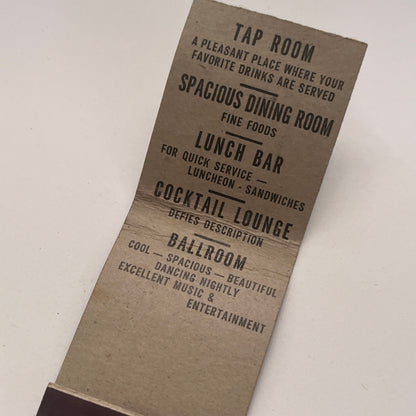 TAP ROOM
A PLEASANT PLACE WHERE YOUR
FAVORITE DRINKS ARE SERVED
SPACIOUS DINING ROOM
FINE FOODS
LUNCH BAR
FOR QUICK SERVICE —
LUNCHEON - SANDWICHES
COCKTAIL LOUNGE
DEFIES DESCRIPTION
BALLROOM
COOL — SPACIOUS — BEAUTIFUL
DANCING NIGHTLY
EXCELLENT MUSIC &
ENTERTAINMENT